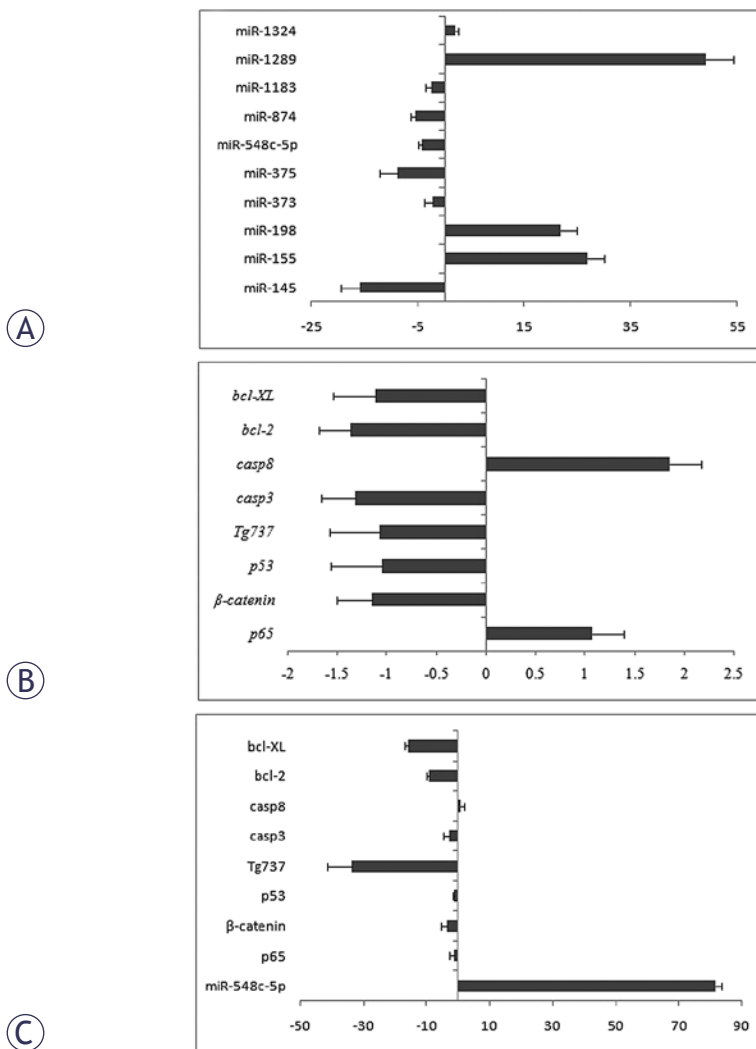 miR-1324
miR-1289
miR-1183
miR-874
miR-548c-5p
miR-375
miR-373
miR-198
miR-155
miR-145
-25 -5 15 35 55
A
bcl-XL
bcl-2
casp8
casp3
Tg737
p53
β-catenin
p65
-2 -1.5 -1 -0.5 0 0.5 1 1.5 2 2.5
B
bcl-XL
bcl-2
casp8
casp3
Tg737
p53
β-catenin
p65
miR-548c-5p
-50 -30 -10 10 30 50 70 90
C